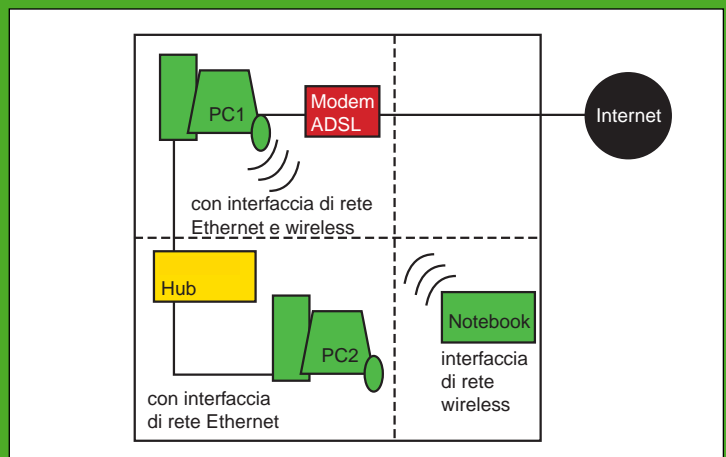 PC1
Modem
ADSL
Internet
con interfaccia di rete
Ethernet e wireless
Hub
PC2
con interfaccia
di rete Ethernet
Notebook
interfaccia
di rete
wireless